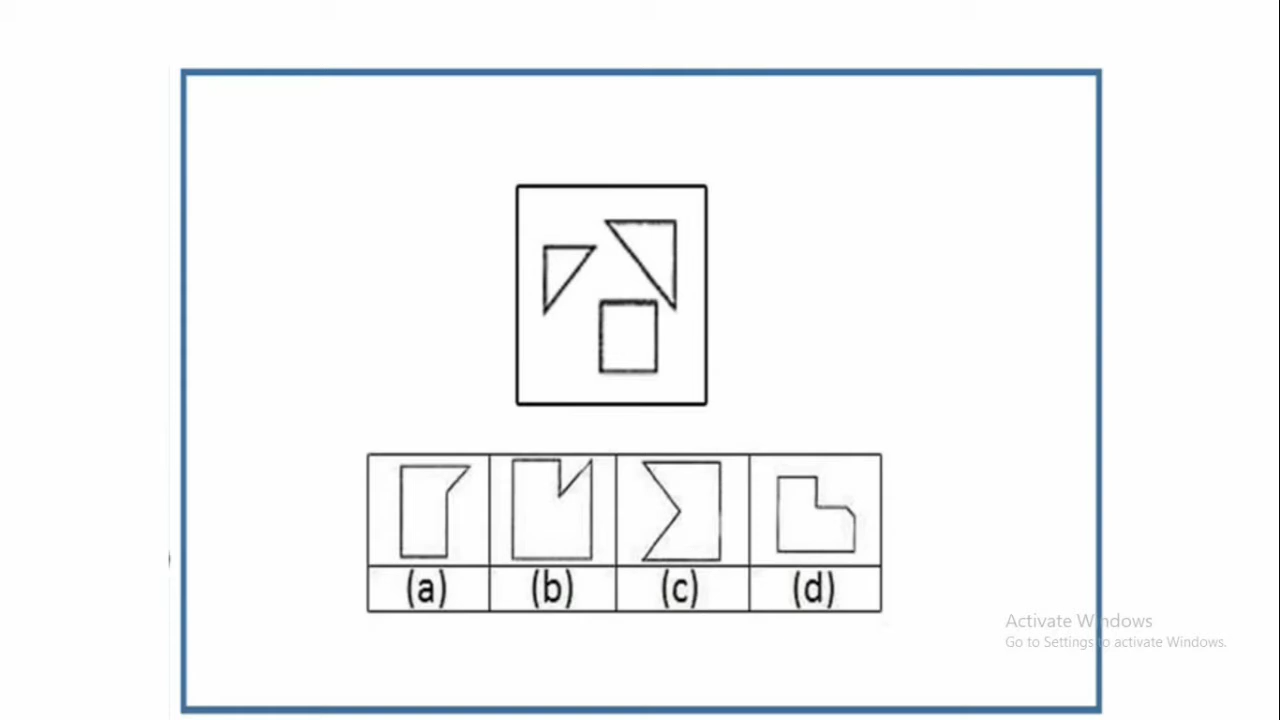 (a) (b) (c) (d)
Activate Windows
Go to Settings to activate Windows.